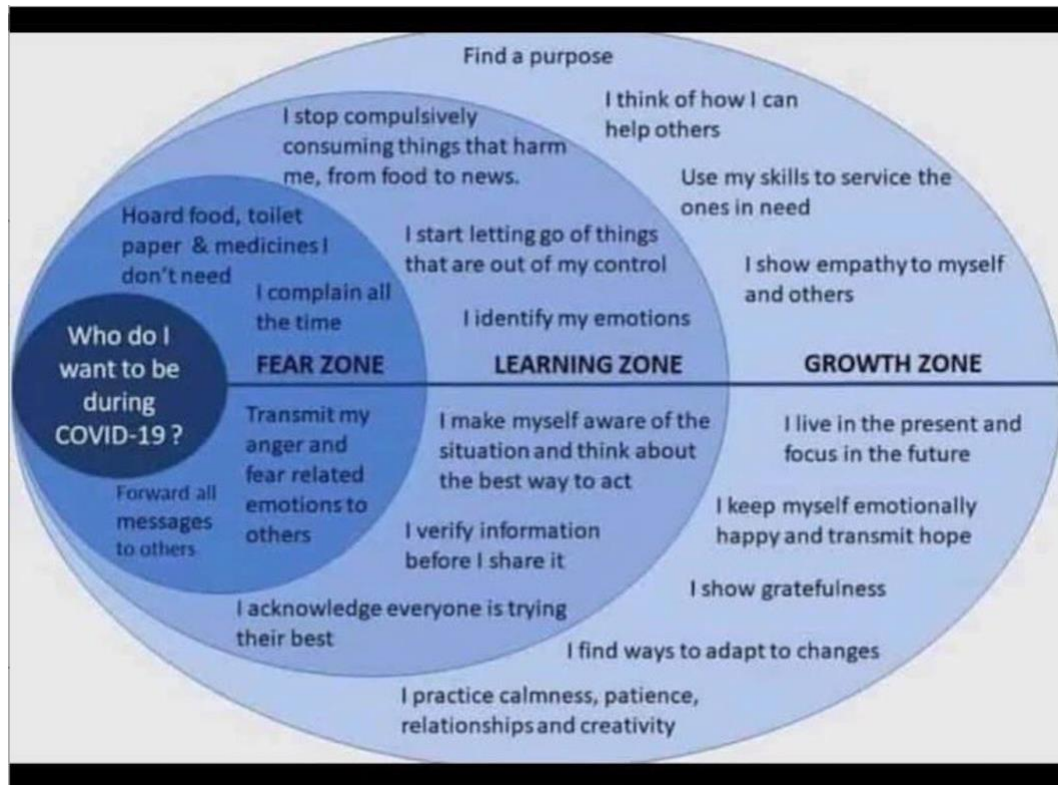 Find a purpose
I think of how I can
help others
Use my skills to service the
ones in need
I show empathy to myself
and others
I stop compulsively
consuming things that harm
me, from food to news.
I start letting go of things
that are out of my control
I identify my emotions
Hoard food, toilet
paper & medicines I
don't need
I complain all
the time
Who do I
want to be
during
COVID-19 ?
FEAR ZONE
LEARNING ZONE
GROWTH ZONE
Transmit my
anger and
fear related
emotions to
others
Forward all
messages
to others
I make myself aware of the
situation and think about
the best way to act
I verify information
before I share it
I acknowledge everyone is trying
their best
I live in the present and
focus in the future
I keep myself emotionally
happy and transmit hope
I show gratefulness
I find ways to adapt to changes
I practice calmness, patience,
relationships and creativity